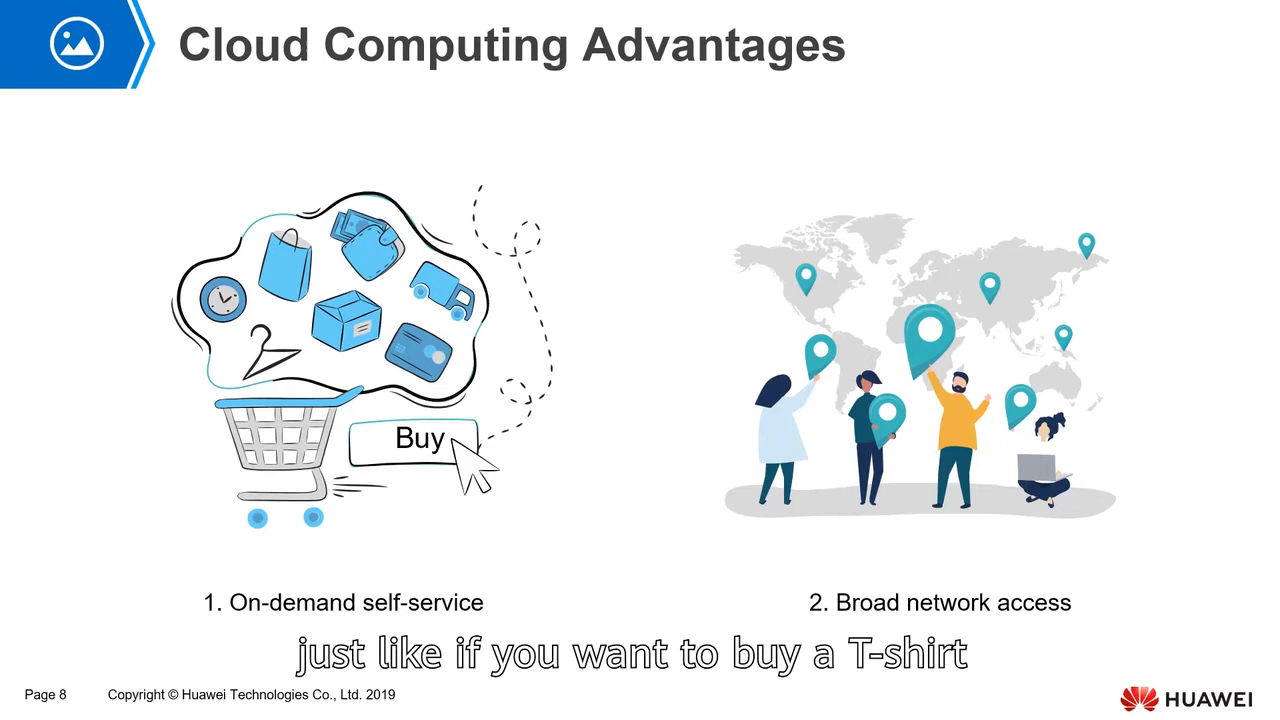 Cloud Computing Advantages
Buy
1. On-demand self-service
2. Broad network access
just like if you want to buy a T-shirt
Page 8
Copyright © Huawei Technologies Co., Ltd. 2019
HUAWEI